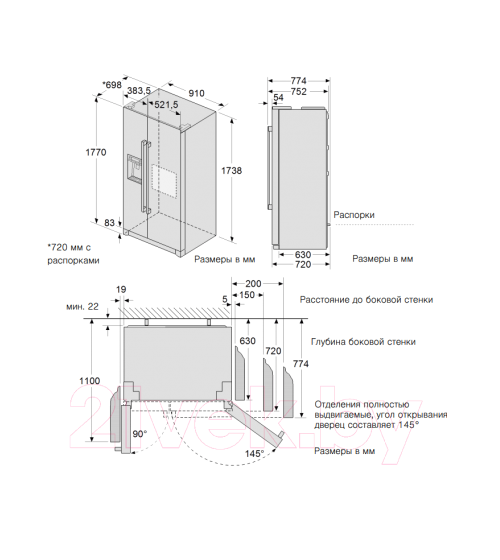 *698
383,5
521,5
910
1770
1738
83
*720 мм с
распорками
Размеры в мм
774
752
54
Распорки
630
720
Размеры в мм
200
150
19
5
мин. 22
Расстояние до боковой стенки
630
720
774
Глубина боковой стенки
1100
90°
145°
Отделения полностью
выдвигаемые, угол открывания
дверец составляет 145°
Размеры в мм
21vek.by